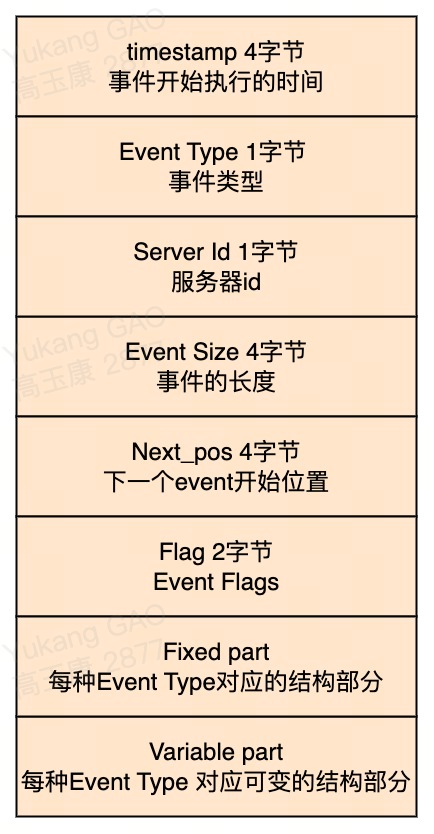 timestamp 4字节
事件开始执行的时间
Event Type 1字节
事件类型
Server Id 1字节
服务器id
Event Size 4字节
事件的长度
Next_pos 4字节
下一个event开始位置
Flag 2字节
Event Flags
Fixed part
每种Event Type对应的结构部分
Variable part
每种Event Type 对应可变的结构部分
Yukang GAO
高玉康 2877
Yukang GAO
高玉康 2877
Yukang GAO
高玉康 2877